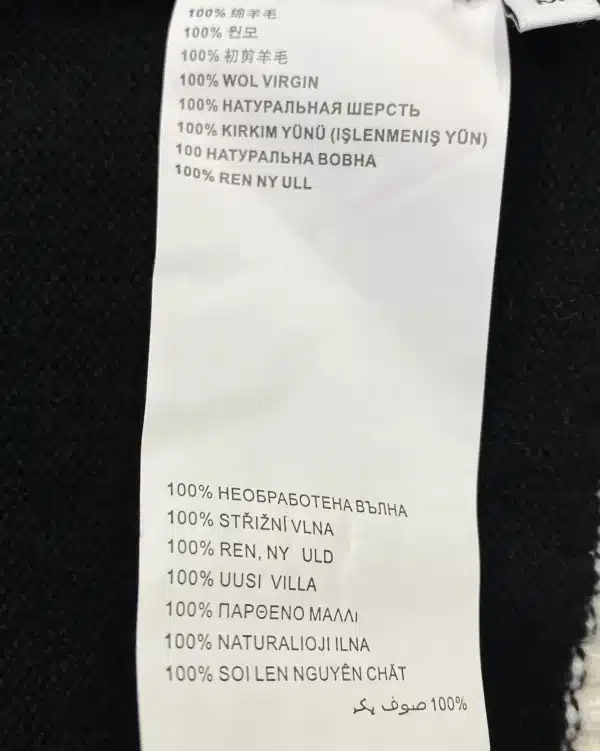 100% 绵羊毛
100% 원모
100% 初剪羊毛
100% WOL VIRGIN
100% НАТУРАЛЬНАЯ ШЕРСТЬ
100% KIRKIM YÜNÜ (IŞLENMENIŞ YÜN)
100 НАТУРАЛЬНА ВОВНА
100% REN NY ULL
100% НЕОБРАБОТЕНА ВЪЛНА
100% STŘIŽNÍ VLNA
100% REN, NY ULD
100% UUSI VILLA
100% ΠΑΡΘΕΝΟ ΜΑΛΛΙ
100% NATURALIOJI ILNA
100% SOI LEN NGUYÊN CHÃT
100% صوف بكر